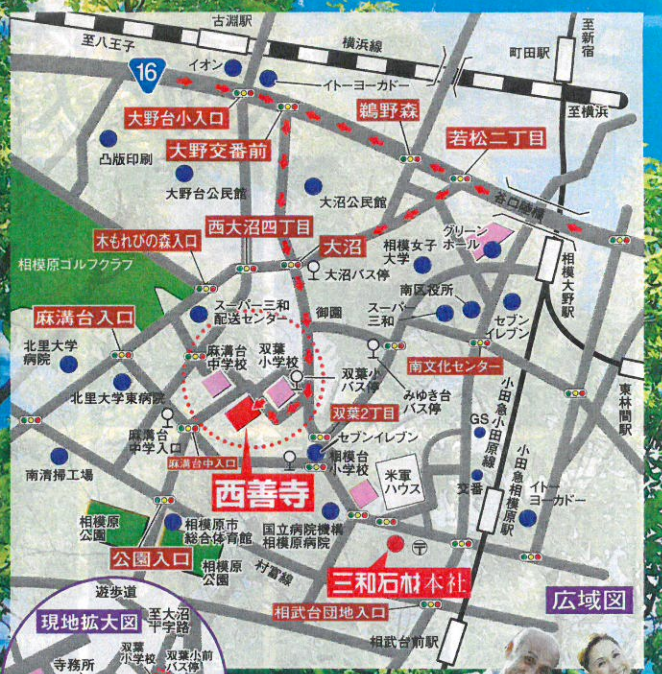 古淵駅
至八王子
横浜線
至新宿
町田駅
16
イオン
イトーヨーカドー
至横浜
大野台小入口
鵜野森
凸版印刷
大野交番前
若松二丁目
大野台公民館
大沼公民館
谷口陸橋
西大沼四丁目
木もれびの森入口
大沼
相模女子
大学
グリーン
ホール
相模原ゴルフクラブ
大沼バス停
相模大野駅
スーパー三和
配送センター
御園
南区役所
スーパー
三和
セブン
イレブン
麻溝台入口
北里大学
病院
麻溝台
中学校
双葉
小学校
南文化センター
双葉小
バス停
みゆき台
バス停
東林間駅
北里大学東病院
双葉2丁目
小田急小田原線
麻溝台
中学入口
GS
セブンイレブン
麻溝台中入口
相模台
小学校
南清掃工場
西善寺
米軍
ハウス
交番
小田急相模原駅
イトー
ヨーカドー
相模原
公園
相模原市
総合体育館
国立病院機構
相模原病院
公園入口
相模原
公園
村富線
三和石材本社
遊歩道
相武台団地入口
広域図
現地拡大図
至大沼
十字路
相武台前駅
双葉
小学校
双葉小前
バス停
寺務所